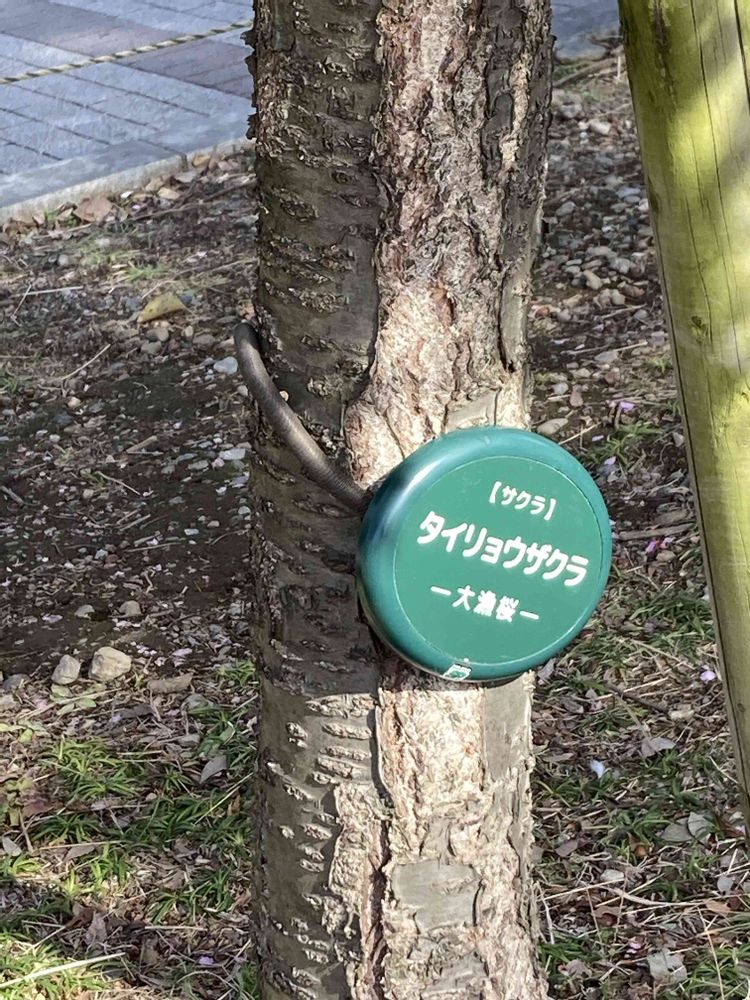 【サクラ】
タイリョウザクラ
ー大漁桜ー